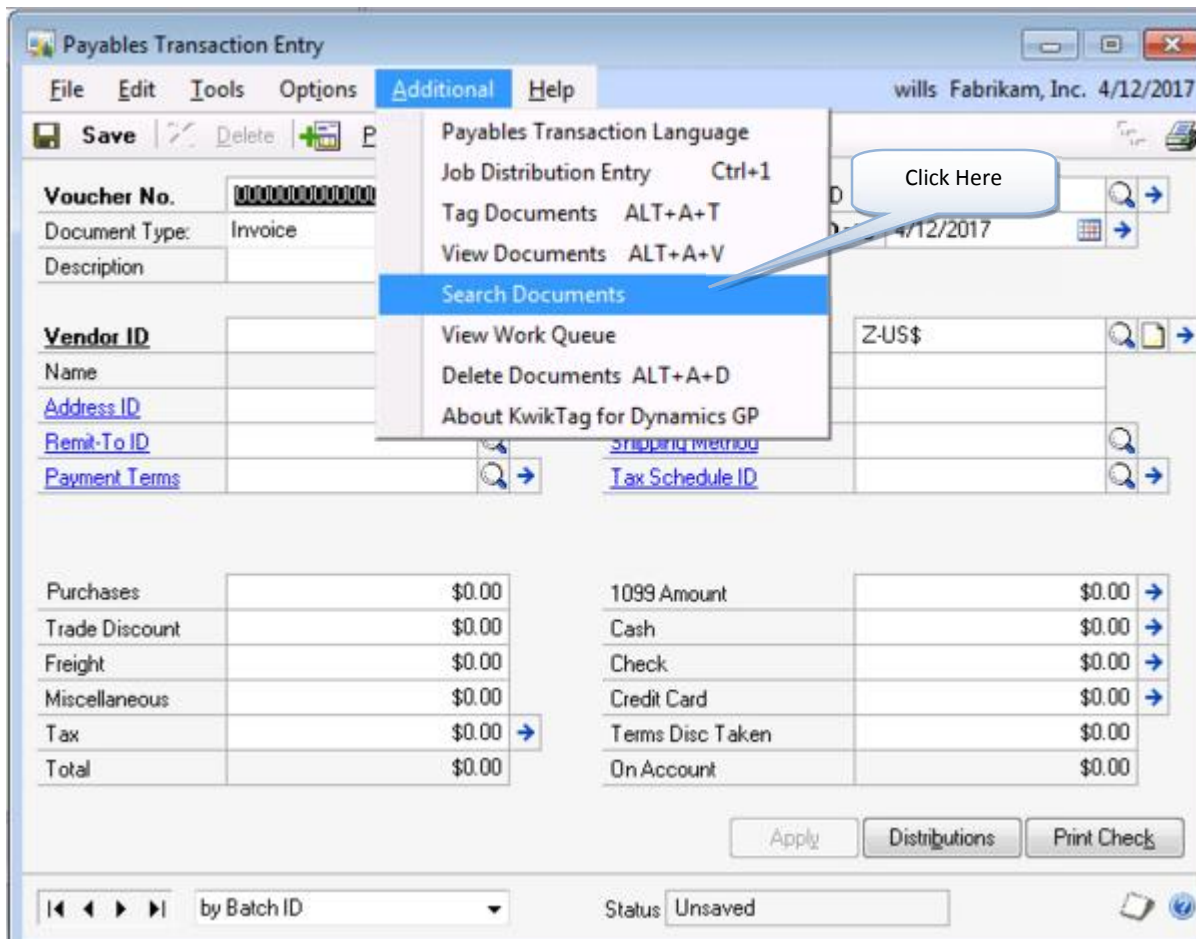 Payables Transaction Entry
File Edit Tools Options Additional Help wills Fabrikam, Inc. 4/12/2017
Save Delete P
Payables Transaction Language
Job Distribution Entry Ctrl+1
Tag Documents ALT+A+T
View Documents ALT+A+V
Search Documents
View Work Queue
Delete Documents ALT+A+D
About KwikTag for Dynamics GP
Click Here
Voucher No. D
Document Type: Invoice 4/12/2017
Description
Vendor ID Z-US$
Name
Address ID
Remit-To ID Shipping Method
Payment Terms Tax Schedule ID
Purchases $0.00 1099 Amount $0.00
Trade Discount $0.00 Cash $0.00
Freight $0.00 Check $0.00
Miscellaneous $0.00 Credit Card $0.00
Tax $0.00 Terms Disc Taken $0.00
Total $0.00 On Account $0.00
Apply Distributions Print Check
by Batch ID Status Unsaved